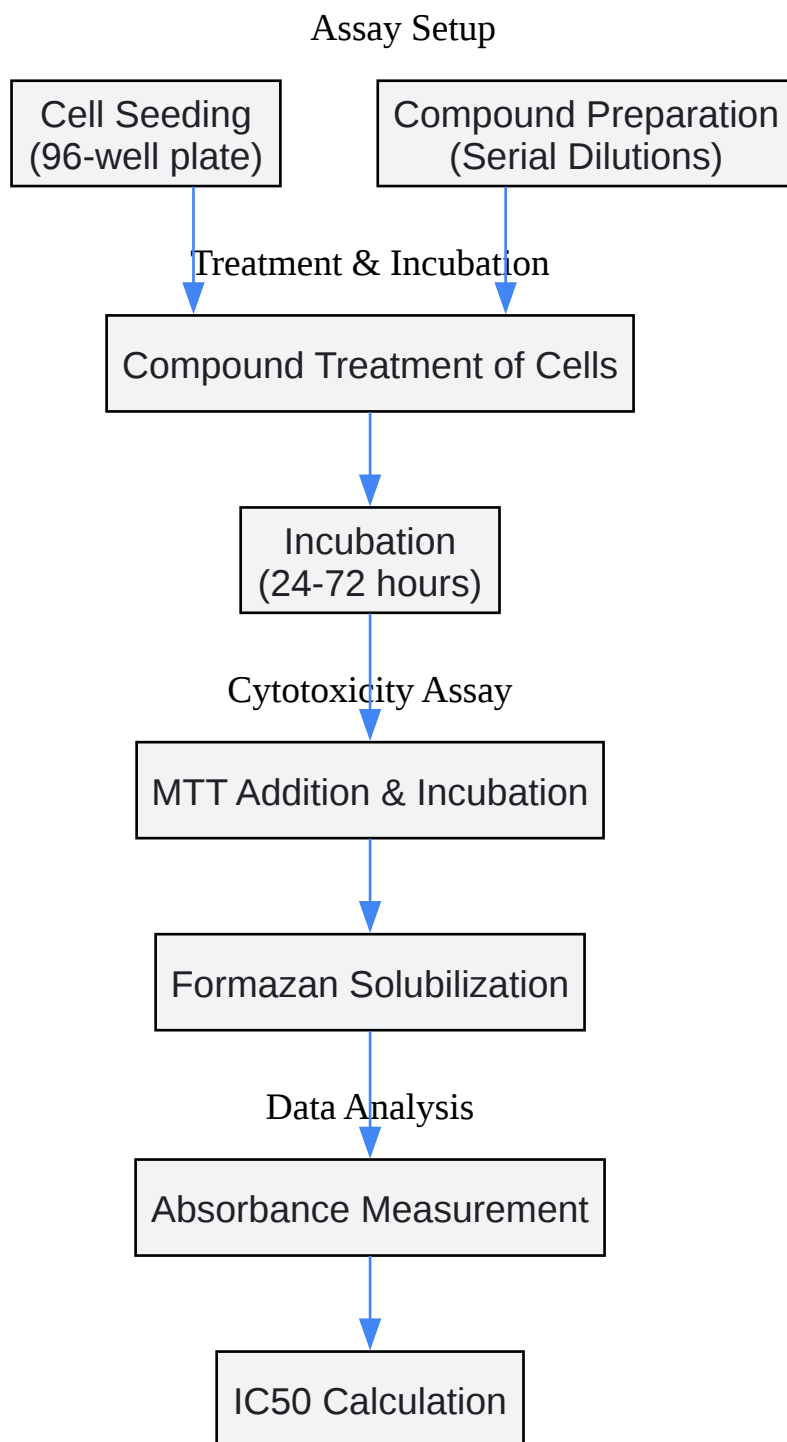 Assay Setup
Cell Seeding
(96-well plate)
Compound Preparation
(Serial Dilutions)
Treatment & Incubation
Compound Treatment of Cells
Incubation
(24-72 hours)
Cytotoxicity Assay
MTT Addition & Incubation
Formazan Solubilization
Data Analysis
Absorbance Measurement
IC50 Calculation